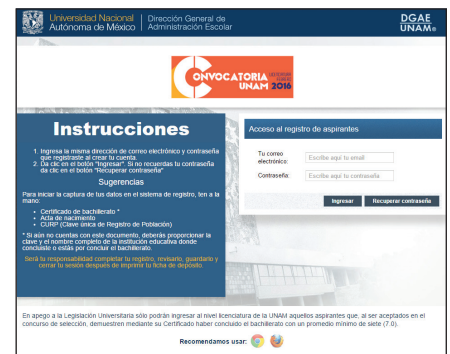 Universidad Nacional
Autónoma de México
Dirección General de
Administración Escolar
DGAE
UNAM
CONVOCATORIA
UNAM 2016
Instrucciones
1. Ingresa la misma dirección de correo electrónico y contraseña
que registraste al crear tu cuenta.
2. Da clic en el botón "Ingresar". Si no recuerdas tu contraseña
da clic en el botón "Recuperar contraseña"
Sugerencias
Para iniciar la captura de tus datos en el sistema de registro, ten a la
mano:
• Certificado de bachillerato *
• Acta de nacimiento
• CURP (Clave Única de Registro de Población)
* Si aún no cuentas con este documento, deberás proporcionar la
clave y el nombre completo de la institución educativa donde
concluiste o estás por concluir el bachillerato.
Será tu responsabilidad completar tu registro, revisarlo, guardarlo y
cerrar tu sesión después de imprimir tu ficha de depósito.
Acceso al registro de aspirantes
Tu correo
electrónico:
Escribe aquí tu email
Contraseña:
Escribe aquí tu contraseña
Ingresar
Recuperar contraseña
En apego a la Legislación Universitaria sólo podrán ingresar al nivel licenciatura de la UNAM aquellos aspirantes que, al ser aceptados en el
concurso de selección, demuestren mediante su Certificado haber concluido el bachillerato con un promedio mínimo de siete (7.0).
Recomendamos usar: